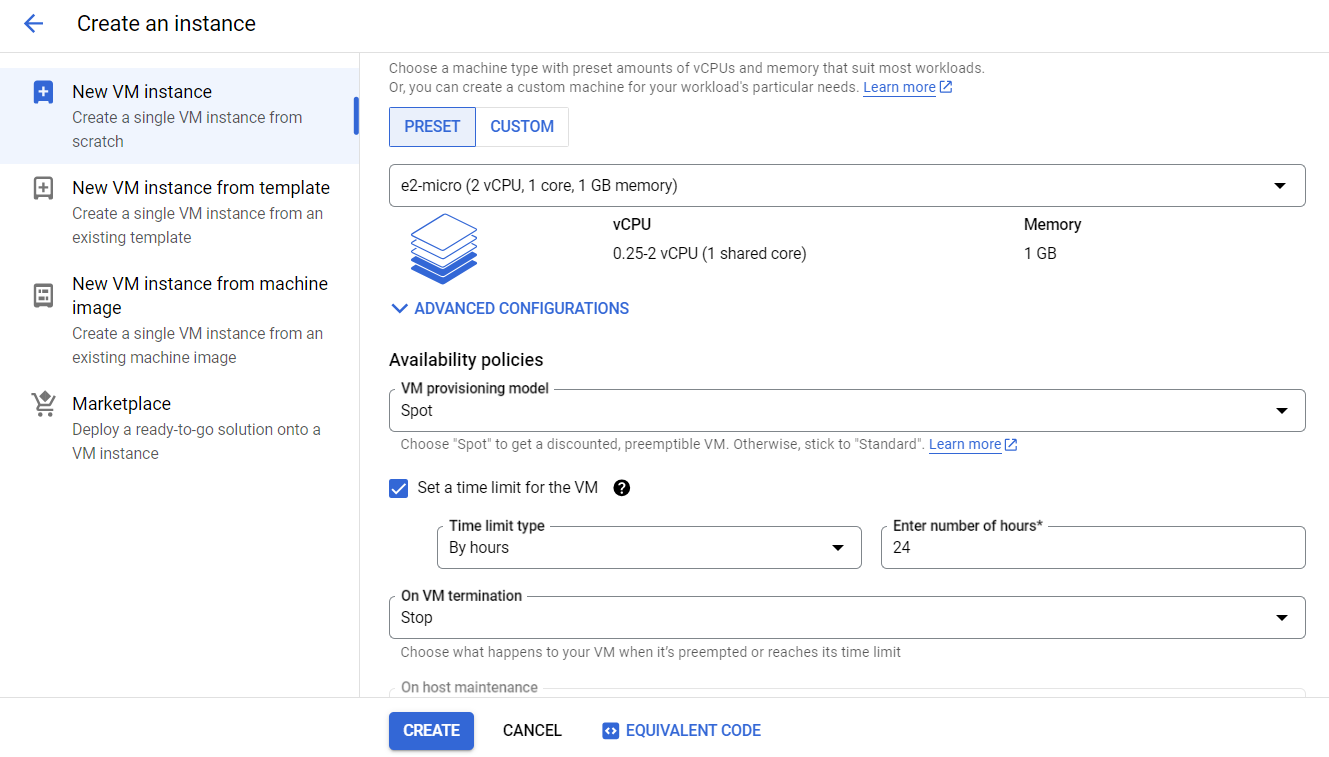 Create an instance
New VM instance
Create a single VM instance from
scratch
New VM instance from template
Create a single VM instance from an
existing template
New VM instance from machine
image
Create a single VM instance from an
existing machine image
Marketplace
Deploy a ready-to-go solution onto a
VM instance
Choose a machine type with preset amounts of vCPUs and memory that suit most workloads.
Or, you can create a custom machine for your workload's particular needs. Learn more
PRESET CUSTOM
e2-micro (2 vCPU, 1 core, 1 GB memory)
vCPU Memory
0.25-2 vCPU (1 shared core) 1 GB
ADVANCED CONFIGURATIONS
Availability policies
VM provisioning model
Spot
Choose "Spot" to get a discounted, preemptible VM. Otherwise, stick to "Standard". Learn more
Set a time limit for the VM ?
Time limit type Enter number of hours*
By hours 24
On VM termination
Stop
Choose what happens to your VM when it's preempted or reaches its time limit
On host maintenance
CREATE CANCEL EQUIVALENT CODE